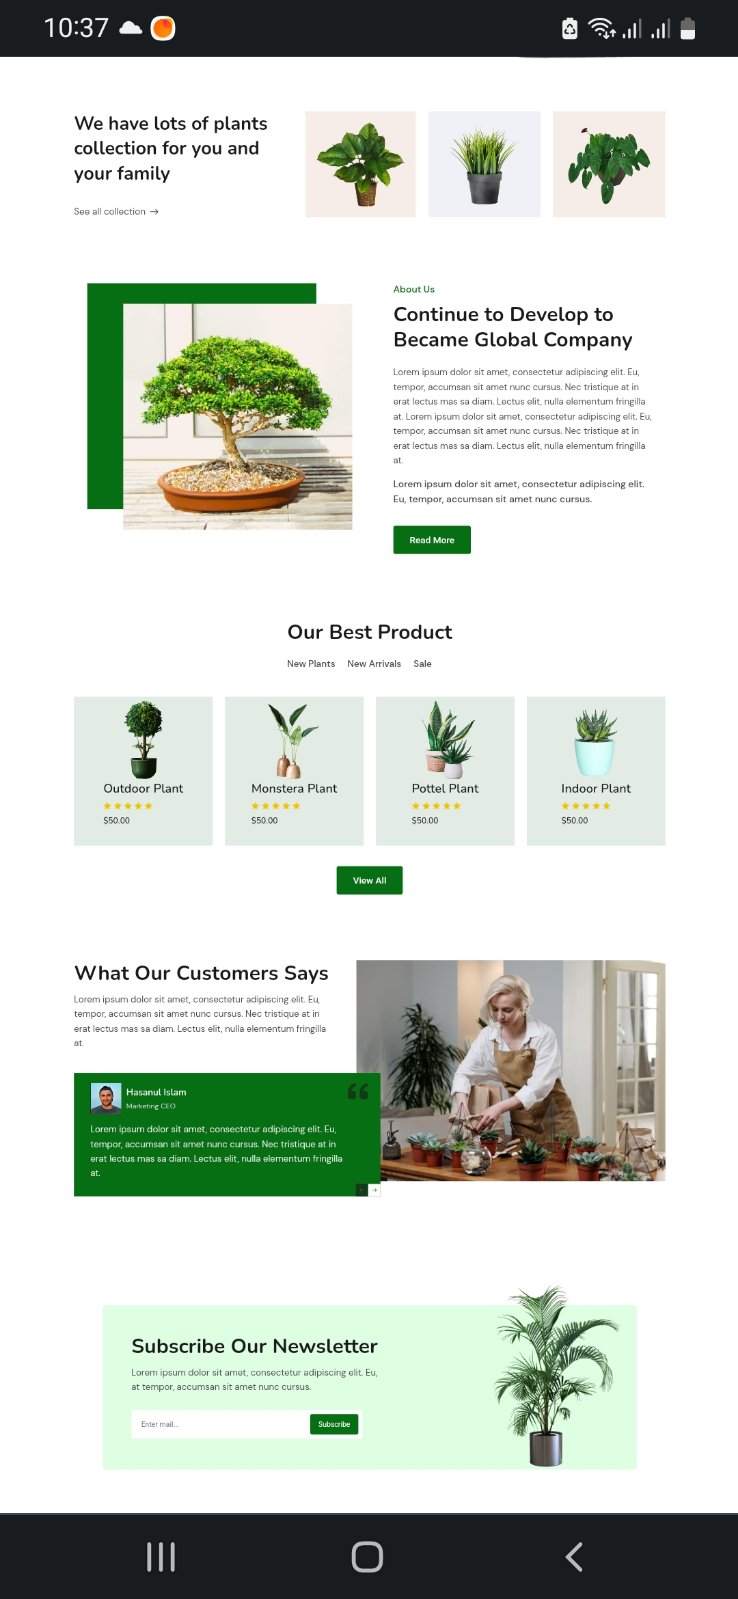 10:37
We have lots of plants
collection for you and
your family
See all collection →
About Us
Continue to Develop to
Became Global Company
Lorem ipsum dolor sit amet, consectetur adipiscing elit. Eu,
tempor, accumsan sit amet nunc cursus. Nec tristique at in
erat lectus mas sa diam. Lectus elit, nulla elementum fringilla
at. Lorem ipsum dolor sit amet, consectetur adipiscing elit. Eu,
tempor, accumsan sit amet nunc cursus. Nec tristique at in
erat lectus mas sa diam. Lectus elit, nulla elementum fringilla
at.
Lorem ipsum dolor sit amet, consectetur adipiscing elit.
Eu, tempor, accumsan sit amet nunc cursus.
Read More
Our Best Product
New Plants New Arrivals Sale
Outdoor Plant
$50.00
Monstera Plant
$50.00
Pottel Plant
$50.00
Indoor Plant
$50.00
View All
What Our Customers Says
Lorem ipsum dolor sit amet, consectetur adipiscing elit. Eu,
tempor, accumsan sit amet nunc cursus. Nec tristique at in
erat lectus mas sa diam. Lectus elit, nulla elementum fringilla
at.
Hasanul Islam
Marketing CEO
Lorem ipsum dolor sit amet, consectetur adipiscing elit. Eu,
tempor, accumsan sit amet nunc cursus. Nec tristique at in
erat lectus mas sa diam. Lectus elit, nulla elementum fringilla
at.
Subscribe Our Newsletter
Lorem ipsum dolor sit amet, consectetur adipiscing elit. Eu,
at tempor, accumsan sit amet nunc cursus.
Enter mail...
Subscribe